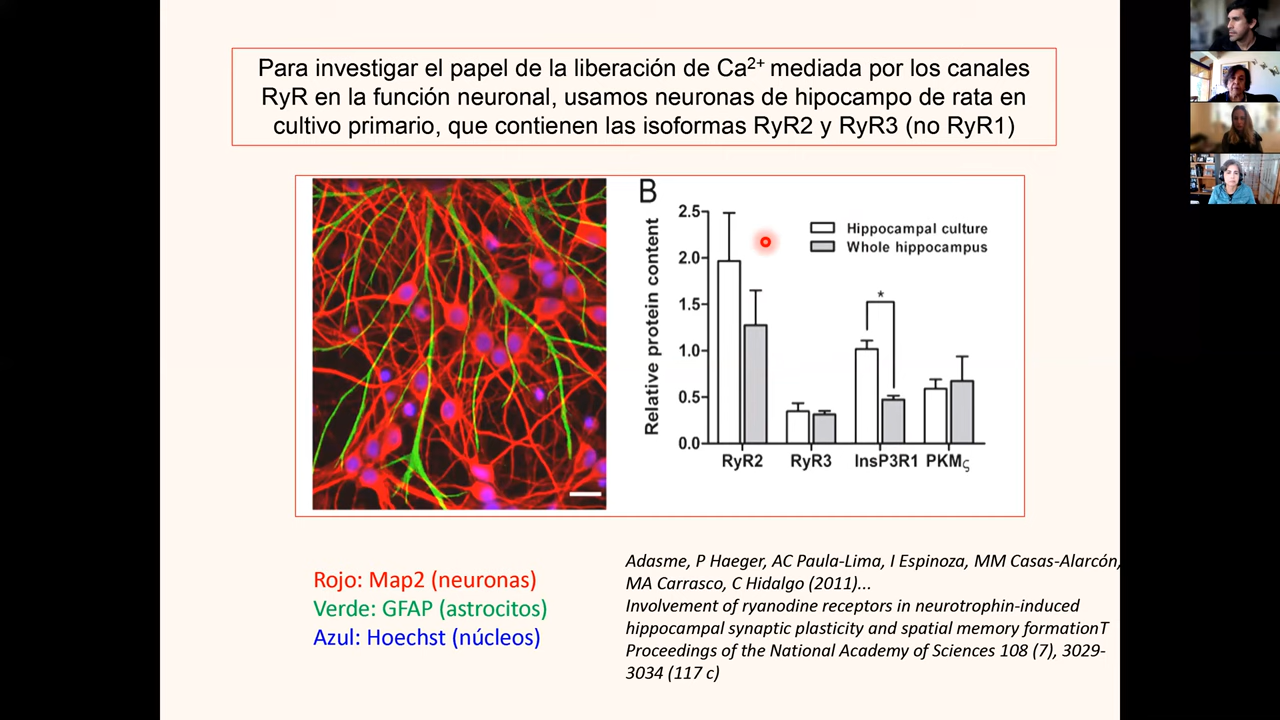 Para investigar el papel de la liberación de Ca²⁺ mediada por los canales
RyR en la función neuronal, usamos neuronas de hipocampo de rata en
cultivo primario, que contienen las isoformas RyR2 y RyR3 (no RyR1)
B
Relative protein content
2.5
2.0
1.5
1.0
0.5
0.0
Hippocampal culture
Whole hippocampus
*
RyR2 RyR3 InsP3R1 PKMς
Rojo: Map2 (neuronas)
Verde: GFAP (astrocitos)
Azul: Hoechst (núcleos)
Adasme, P Haeger, AC Paula-Lima, I Espinoza, MM Casas-Alarcón,
MA Carrasco, C Hidalgo (2011)...
Involvement of ryanodine receptors in neurotrophin-induced
hippocampal synaptic plasticity and spatial memory formationT
Proceedings of the National Academy of Sciences 108 (7), 3029-
3034 (117 c)